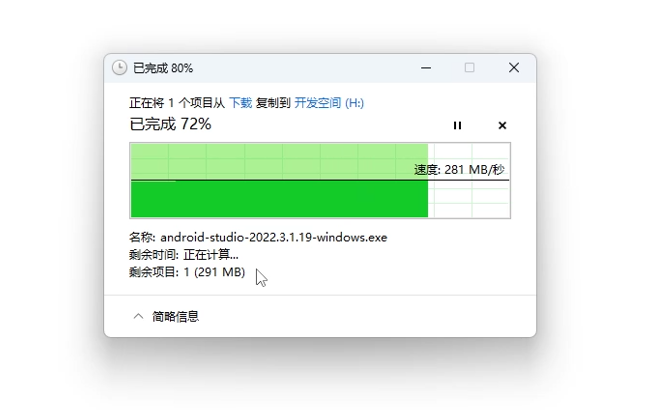 已完成 80%
正在将 1 个项目从 下载 复制到 开发空间 (H:)
已完成 72%
速度: 281 MB/秒
名称: android-studio-2022.3.1.19-windows.exe
剩余时间: 正在计算...
剩余项目: 1 (291 MB)
简略信息